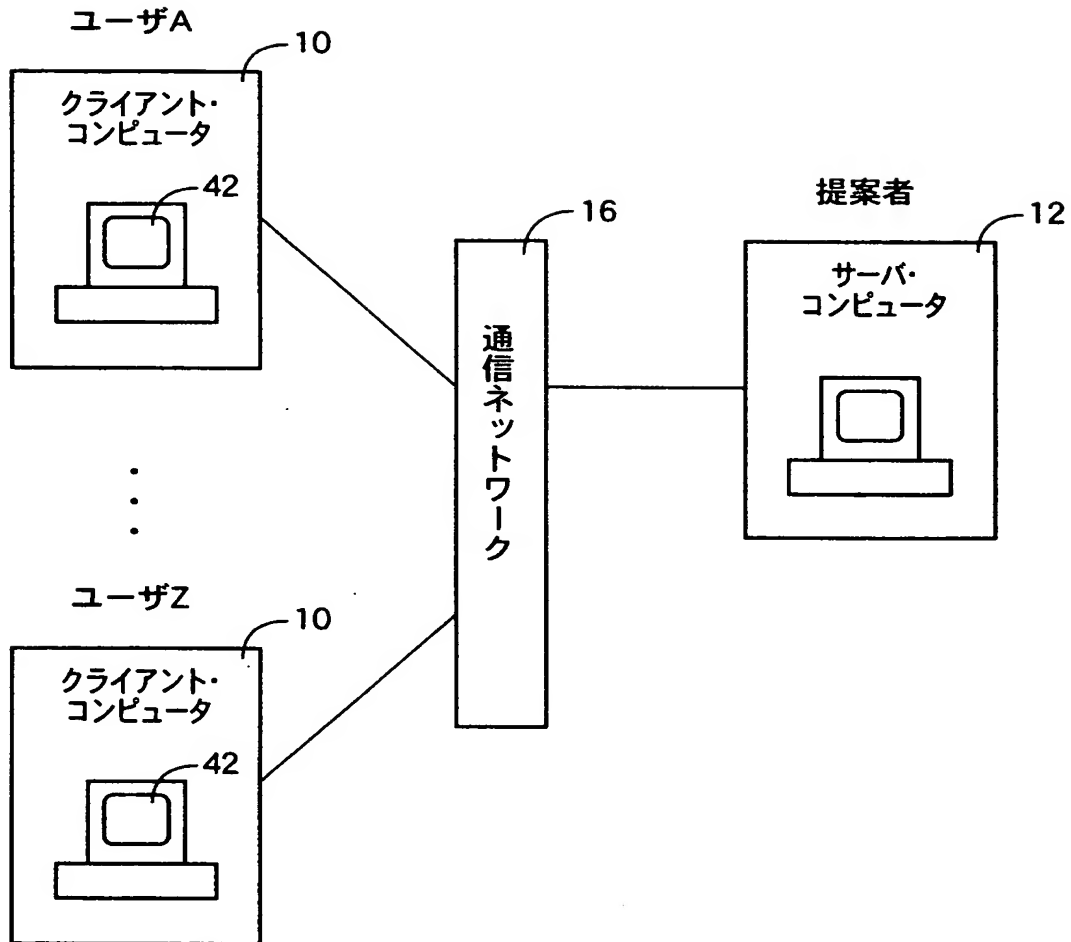 ユーザA
10
クライアント・
コンピュータ
42
提案者
12
サーバ・
コンピュータ
16
通信ネットワーク
ユーザZ
10
クライアント・
コンピュータ
42